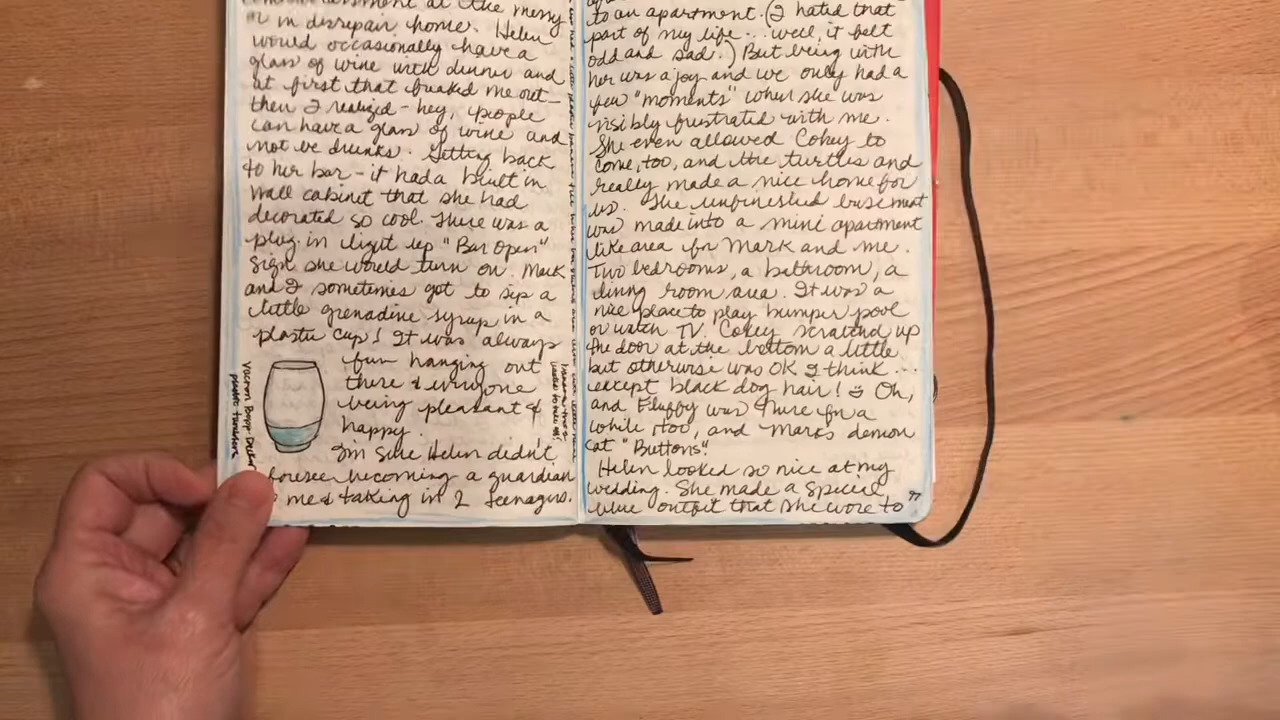 at the messy
or in disrepair home. Helen
would occasionally have a
glass of wine with dinner and
at first that freaked me out -
then I realized - hey, people
can have a glass of wine and
not be drunks. Getting back
to her bar - it had a built in
wall cabinet that she had
decorated so cool. There was a
plug-in light up "Bar Open"
sign she would turn on. Mark
and I sometimes got to sip a
little grenadine syrup in a
plastic cup! It was always
fun hanging out
there & everyone
being pleasant &
happy.
I'm sure Helen didn't
foresee becoming a guardian
me & taking in 2 teenagers.
plastic tumblers
to an apartment. (I hated that
part of my life... well, it felt
odd and sad.) But being with
her was a joy and we only had a
few "moments" when she was
visibly frustrated with me.
She even allowed Cokey to
come, too, and the turtles and
really made a nice home for
us. The unfinished basement
was made into a mini apartment
like area for Mark and me.
Two bedrooms, a bathroom, a
living room area. It was a
nice place to play bumper pool
or watch TV. Cokey scratched up
the door at the bottom a little
but otherwise was OK I think...
except black dog hair! Oh,
and Fluffy was there for a
while too, and Mark's demon
cat "Buttons".
Helen looked so nice at my
wedding. She made a special
blue outfit that she wore to
77